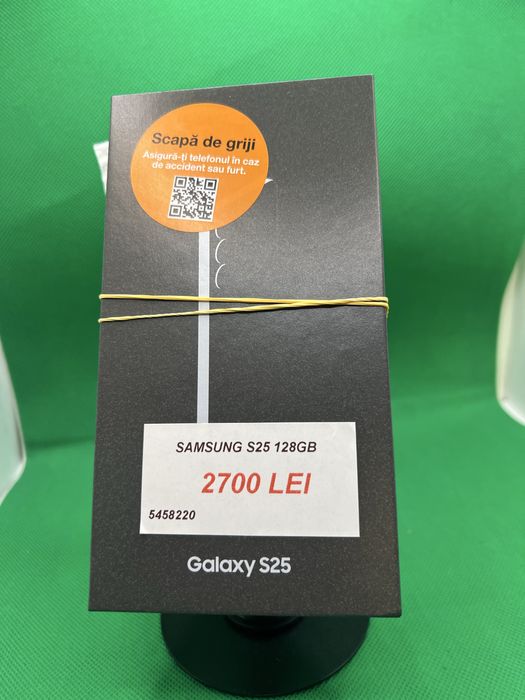 Scapă de griji
Asigură-ți telefonul în caz
de accident sau furt.
SAMSUNG S25 128GB
2700 LEI
5458220
Galaxy S25